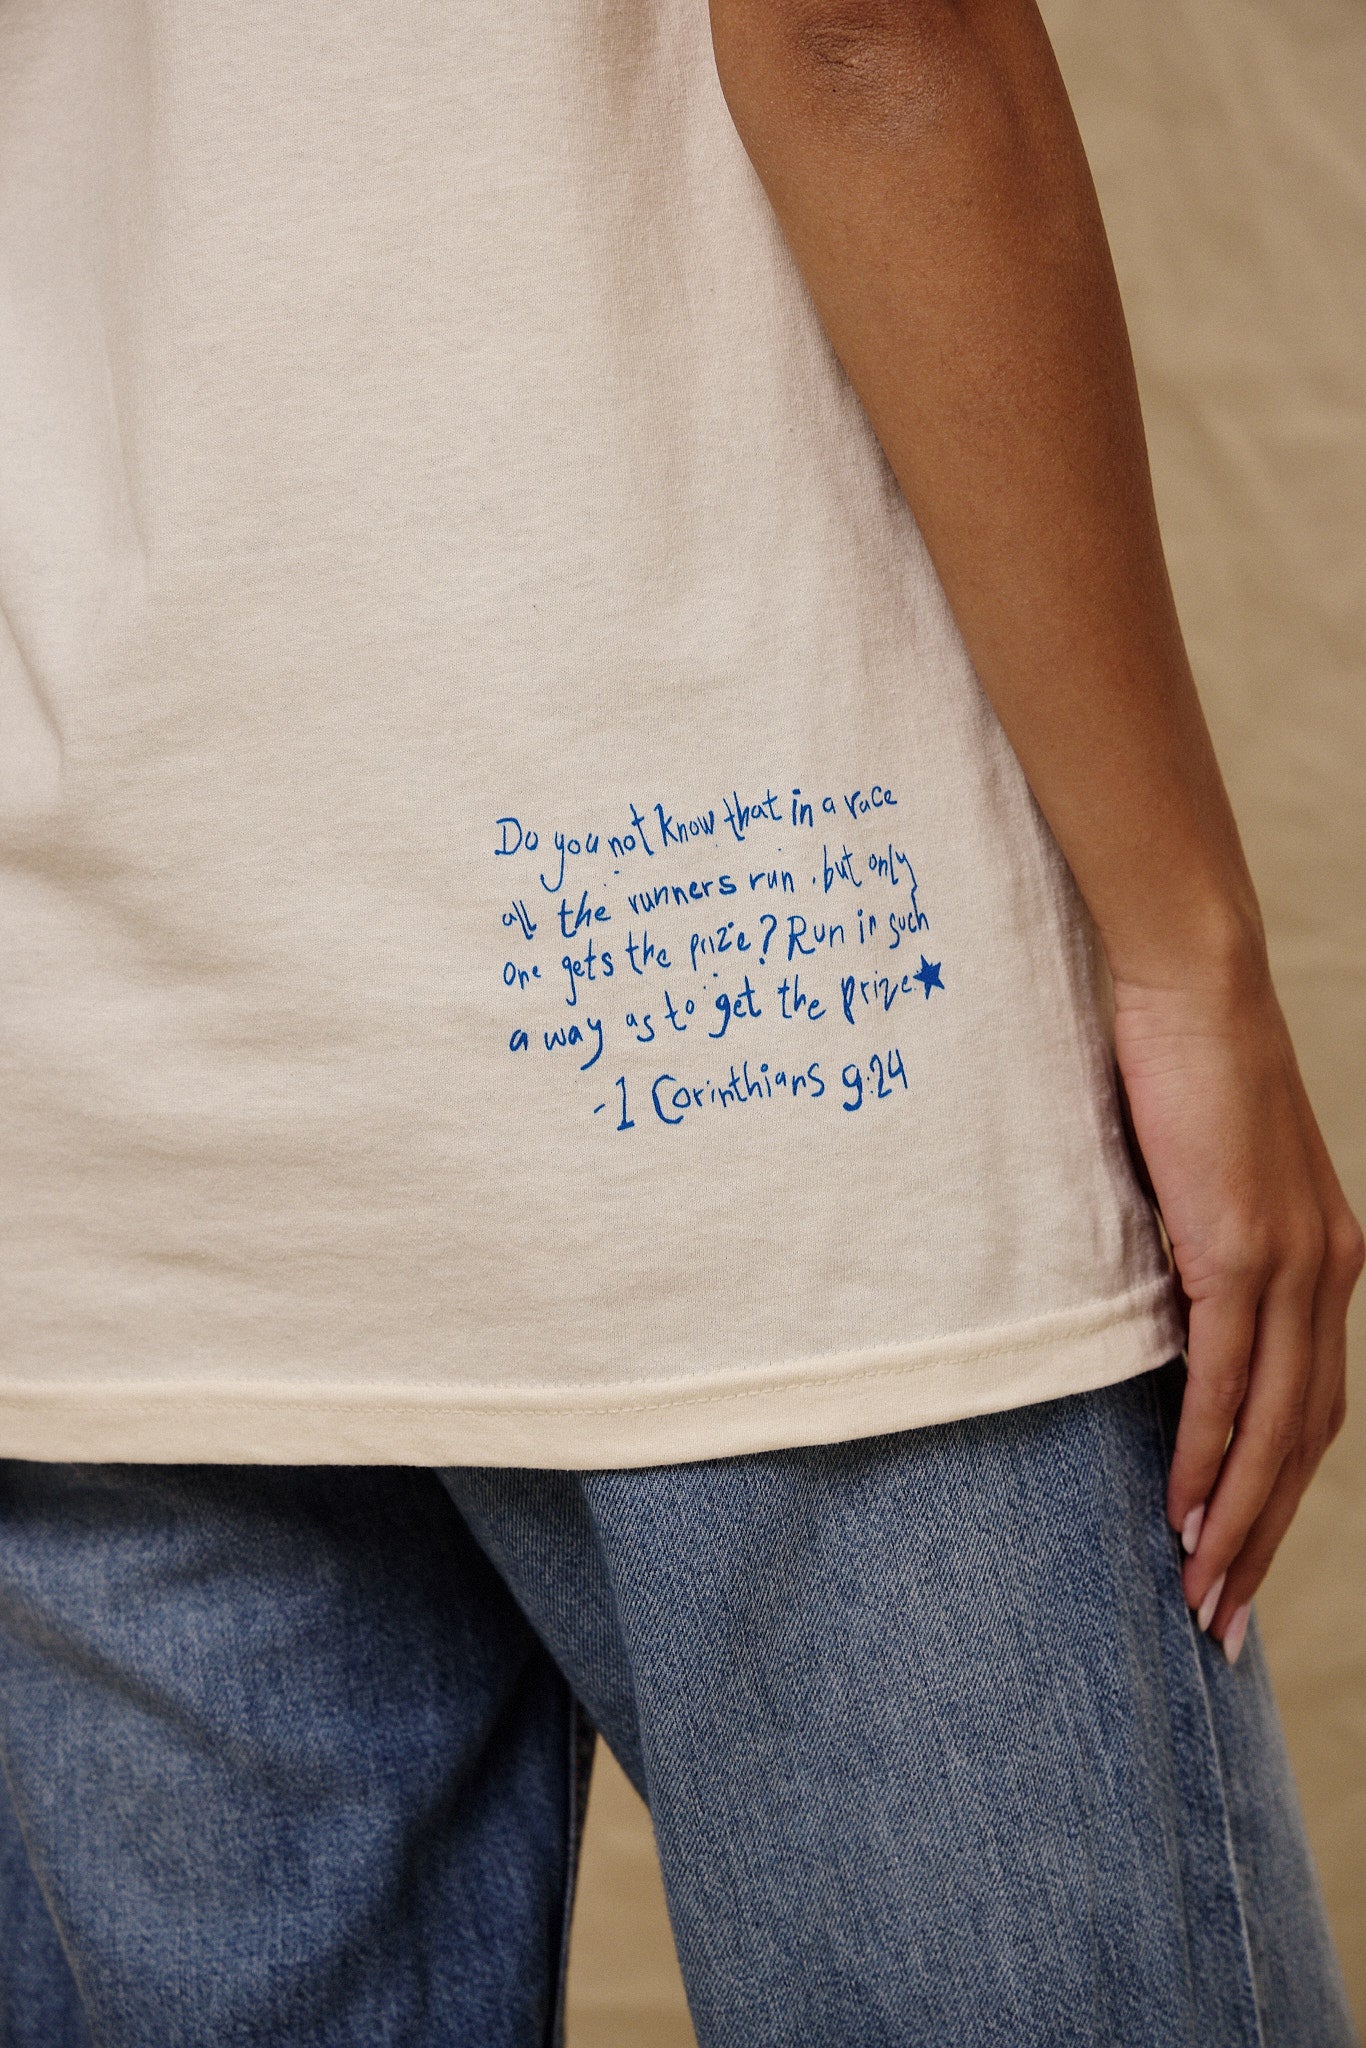 Do you not know that in a race
all the runners run . but only
one gets the prize? Run in such
a way as to get the prize
-1 Corinthians 9:24